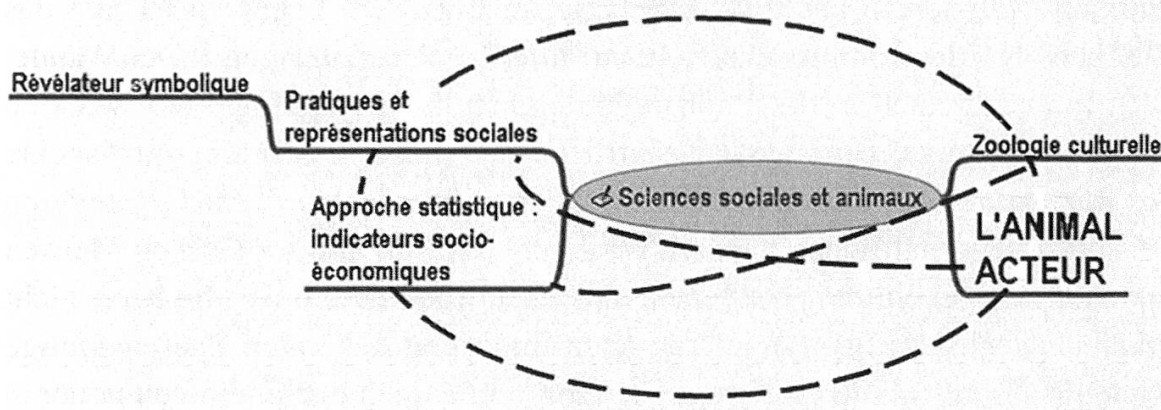 Révélateur symbolique
Pratiques et
représentations sociales
Approche statistique :
indicateurs socio-
économiques
Sciences sociales et animaux
Zoologie culturelle
L'ANIMAL
ACTEUR